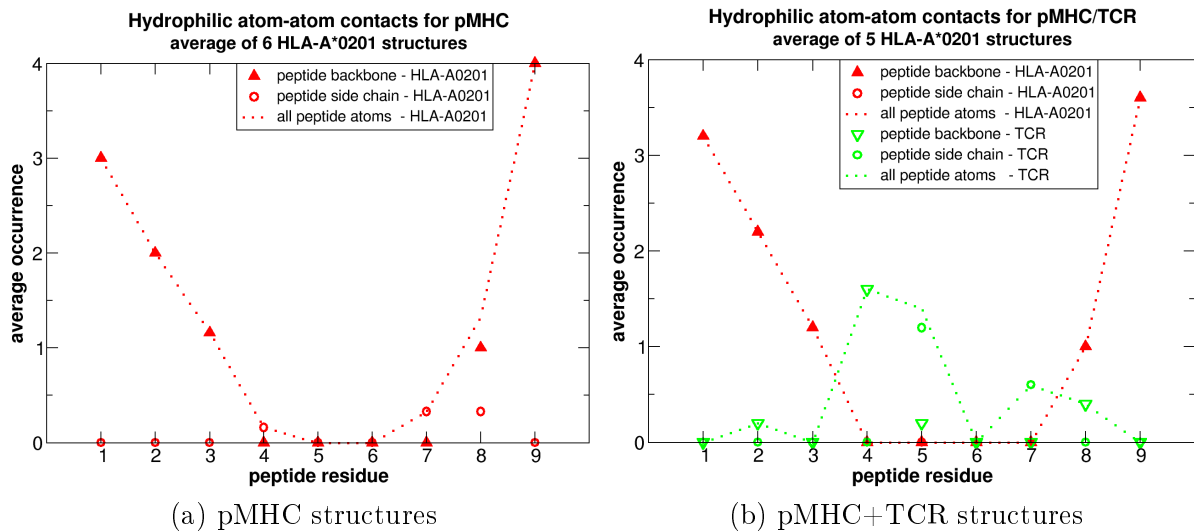 Hydrophilic atom-atom contacts for pMHC
average of 6 HLA-A*0201 structures
peptide backbone - HLA-A0201
peptide side chain - HLA-A0201
all peptide atoms - HLA-A0201
average occurrence
4
3
2
1
0
1 2 3 4 5 6 7 8 9
peptide residue
(a) pMHC structures
Hydrophilic atom-atom contacts for pMHC/TCR
average of 5 HLA-A*0201 structures
peptide backbone - HLA-A0201
peptide side chain - HLA-A0201
all peptide atoms - HLA-A0201
peptide backbone - TCR
peptide side chain - TCR
all peptide atoms - TCR
average occurrence
4
3
2
1
0
1 2 3 4 5 6 7 8 9
peptide residue
(b) pMHC+TCR structures